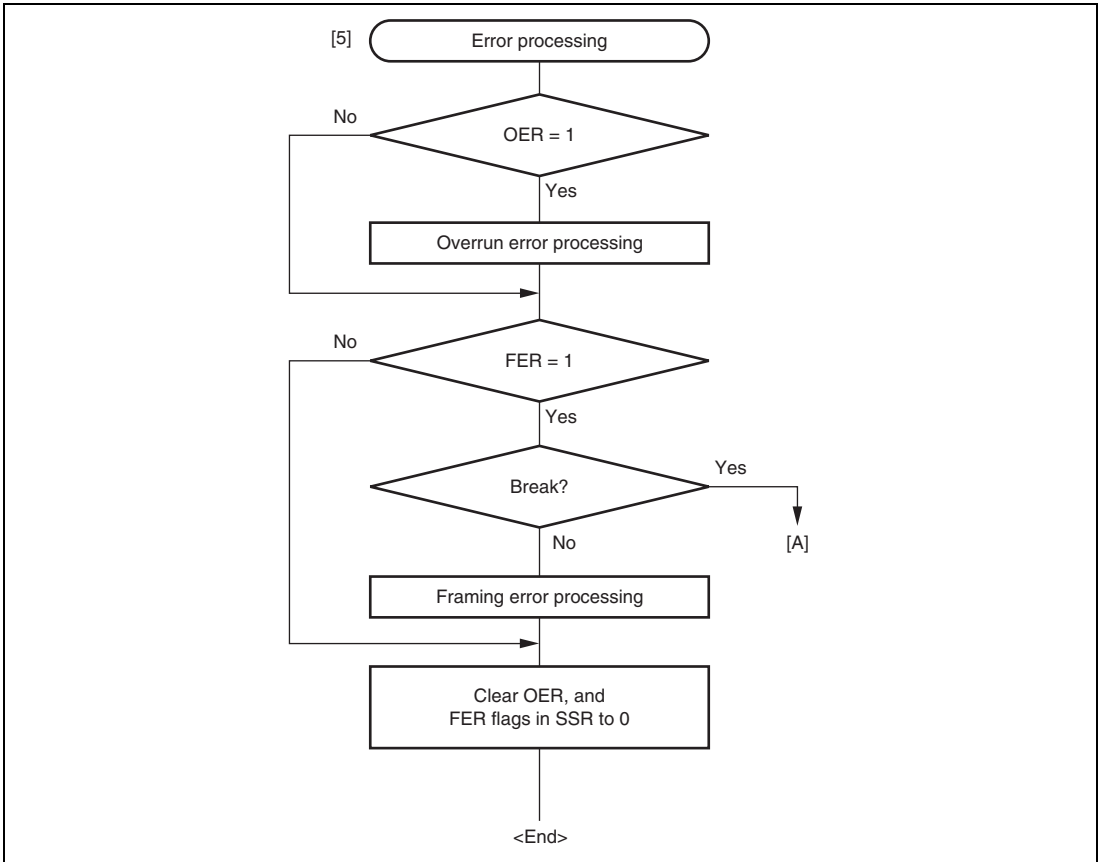 [5]
Error processing
No
OER = 1
Yes
Overrun error processing
No
FER = 1
Yes
Break?
Yes
No
[A]
Framing error processing
Clear OER, and
FER flags in SSR to 0
<End>